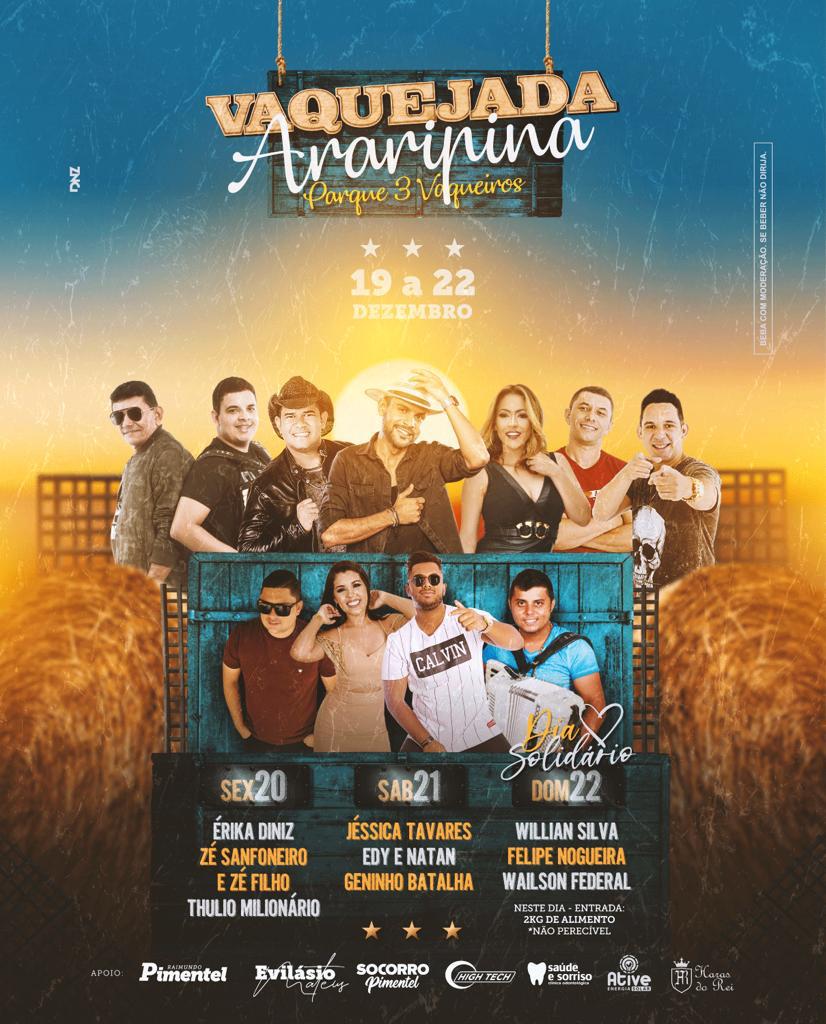 VAQUEJADA
Araripina
Parque 3 Vaqueiros
DNZ
BEBA COM MODERAÇÃO. SE BEBER NÃO DIRIJA.
19 a 22
DEZEMBRO
CALVIN
Dia
Solidário
SEX20
ÉRIKA DINIZ
ZÉ SANFONEIRO
E ZÉ FILHO
THULIO MILIONÁRIO
SAB21
JÉSSICA TAVARES
EDY E NATAN
GENINHO BATALHA
DOM22
WILLIAN SILVA
FELIPE NOGUEIRA
WAILSON FEDERAL
NESTE DIA - ENTRADA:
2KG DE ALIMENTO
*NÃO PERECÍVEL
APOIO:
RAIMUNDO
Pimentel
Evilásio
Mateus
SOCORRO
Pimentel
HIGH TECH
saúde
e sorriso
clínica odontológica
Ative
ENERGIA SOLAR
HR
Haras
do Rei